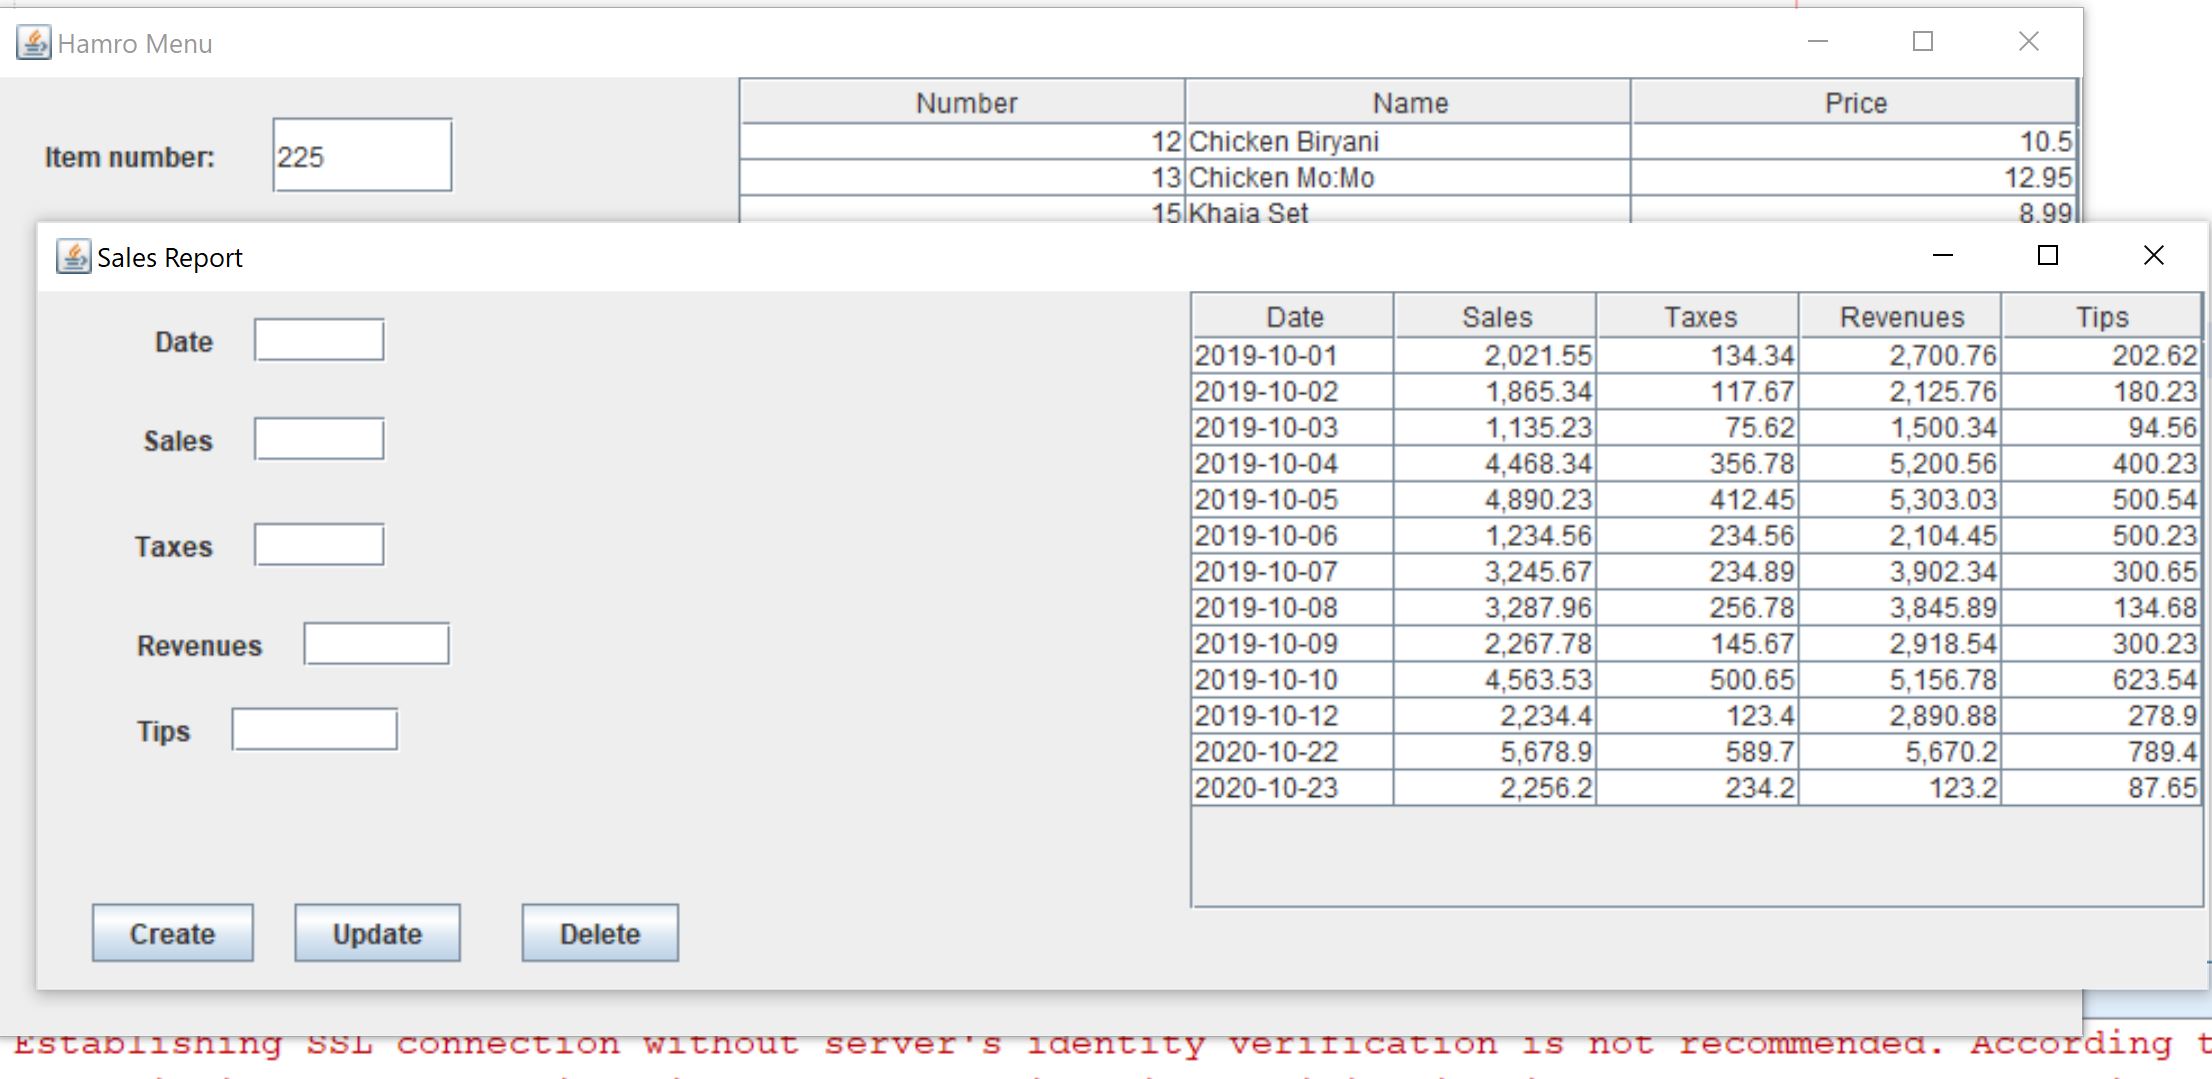 Hamro Menu
Item number: 225
Number Name Price
12 Chicken Biryani 10.5
13 Chicken Mo:Mo 12.95
15 Khaja Set 8.99
Sales Report
Date
Sales
Taxes
Revenues
Tips
Create Update Delete
Date Sales Taxes Revenues Tips
2019-10-01 2,021.55 134.34 2,700.76 202.62
2019-10-02 1,865.34 117.67 2,125.76 180.23
2019-10-03 1,135.23 75.62 1,500.34 94.56
2019-10-04 4,468.34 356.78 5,200.56 400.23
2019-10-05 4,890.23 412.45 5,303.03 500.54
2019-10-06 1,234.56 234.56 2,104.45 500.23
2019-10-07 3,245.67 234.89 3,902.34 300.65
2019-10-08 3,287.96 256.78 3,845.89 134.68
2019-10-09 2,267.78 145.67 2,918.54 300.23
2019-10-10 4,563.53 500.65 5,156.78 623.54
2019-10-12 2,234.4 123.4 2,890.88 278.9
2020-10-22 5,678.9 589.7 5,670.2 789.4
2020-10-23 2,256.2 234.2 123.2 87.65
Establishing SSL connection without server's identity verification is not recommended. According t